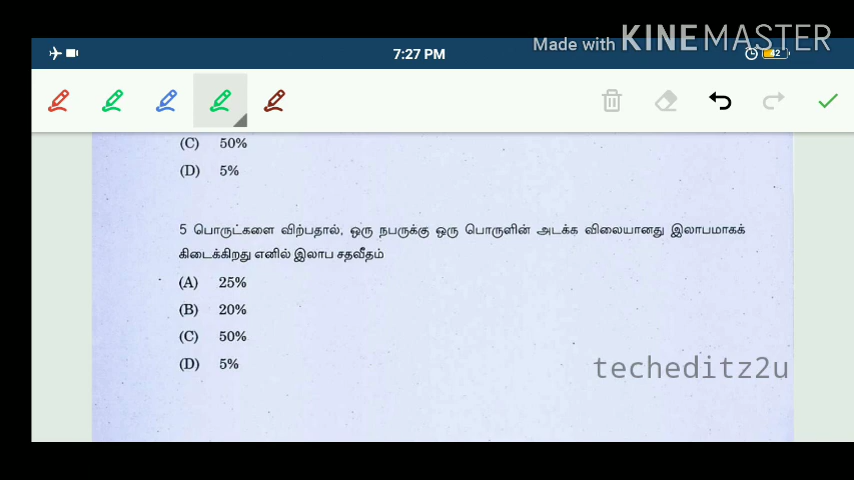 Made with KINEMASTER
7:27 PM
42
(C) 50%
(D) 5%
5 பொருட்களை விற்பதால், ஒரு நபருக்கு ஒரு பொருளின் அடக்க விலையானது இலாபமாகக்
கிடைக்கிறது எனில் இலாப சதவீதம்
(A) 25%
(B) 20%
(C) 50%
(D) 5%
techeditz2u